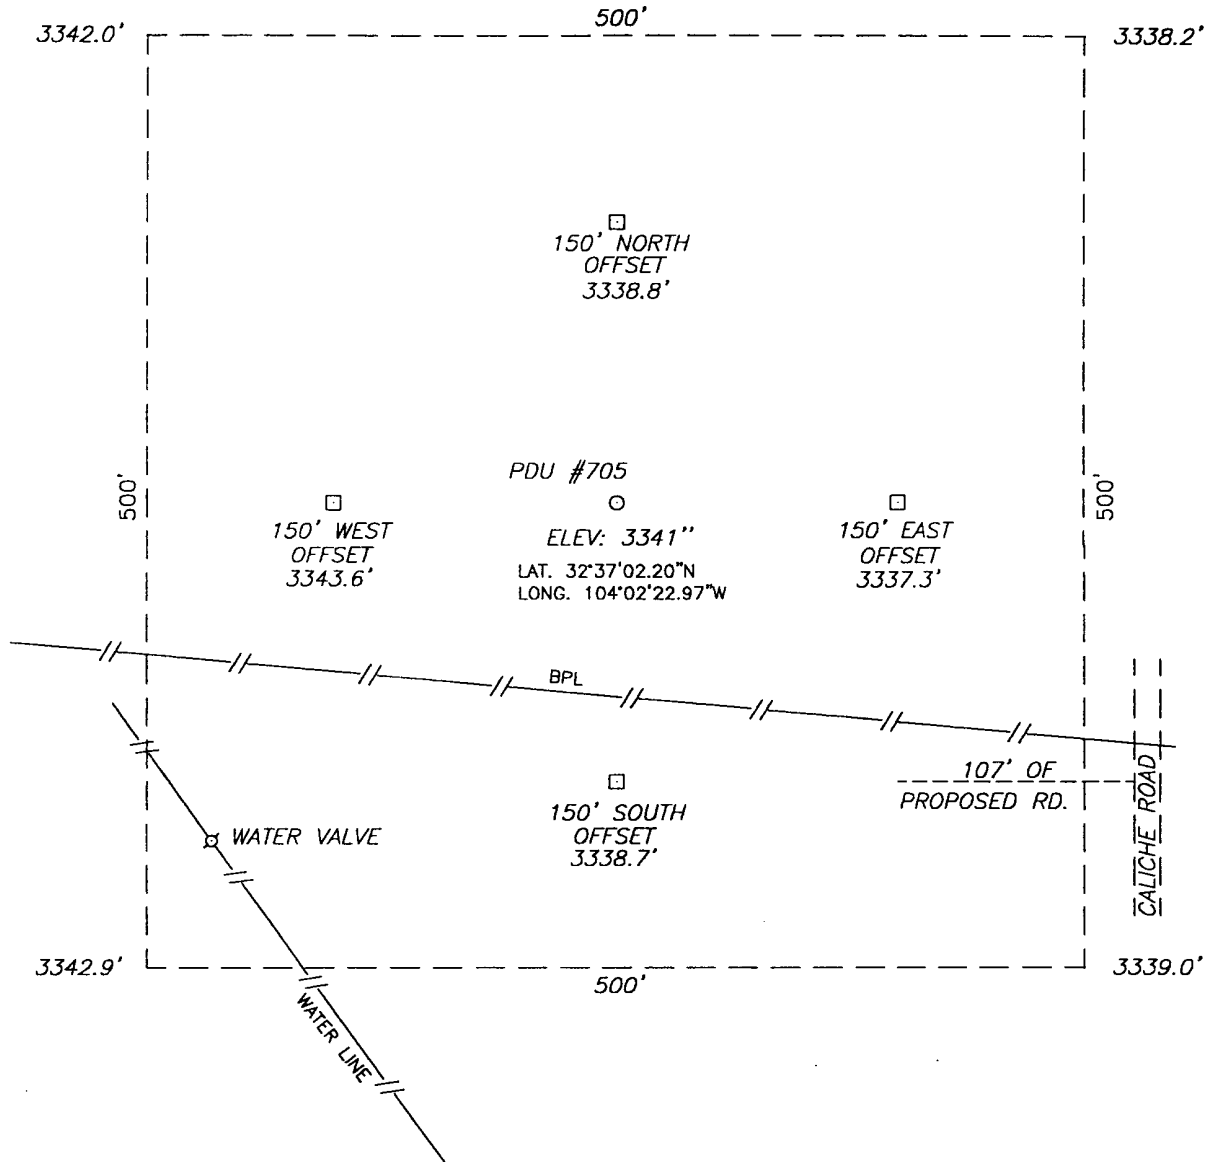 500'
3342.0'
3338.2'
150' NORTH
OFFSET
3338.8'
PDU #705
500'
500'
150' WEST
OFFSET
3343.6'
ELEV: 3341"
LAT. 32°37'02.20"N
LONG. 104°02'22.97"W
150' EAST
OFFSET
3337.3'
BPL
107' OF
PROPOSED RD.
CALICHE ROAD
150' SOUTH
OFFSET
3338.7'
WATER VALVE
3342.9'
3339.0'
500'
WATER LINE